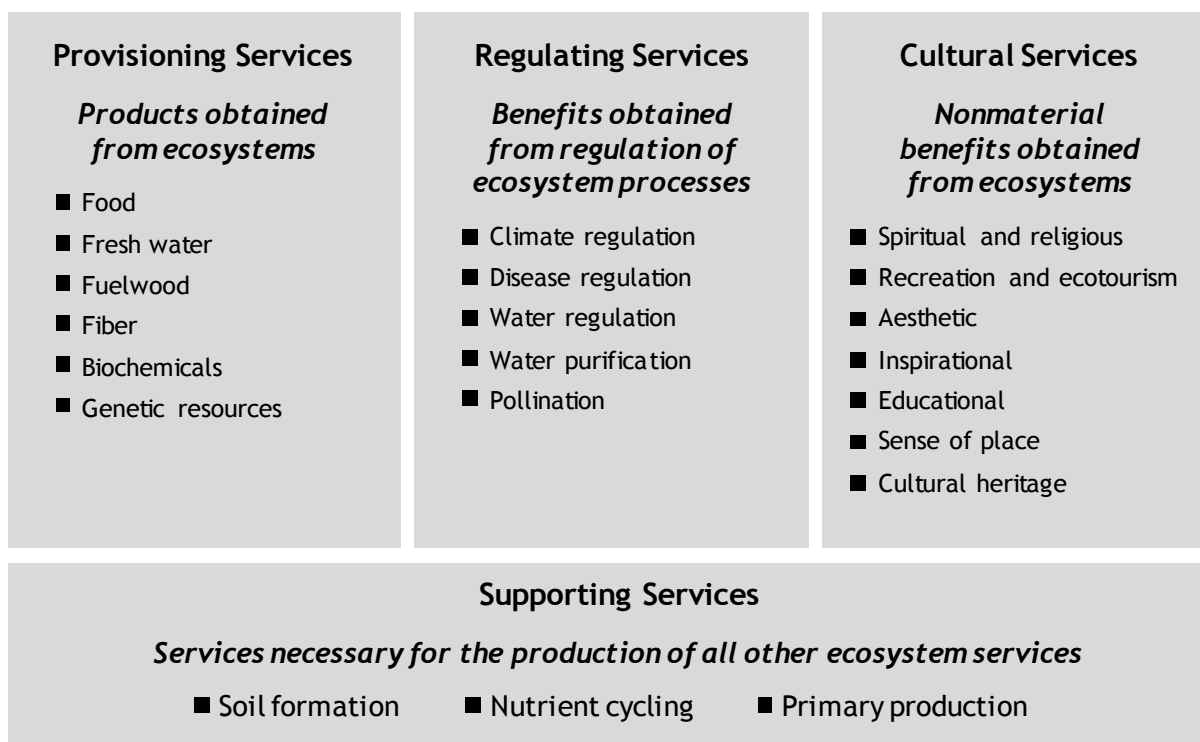 Provisioning Services
Products obtained
from ecosystems
■ Food
■ Fresh water
■ Fuelwood
■ Fiber
■ Biochemicals
■ Genetic resources
Regulating Services
Benefits obtained
from regulation of
ecosystem processes
■ Climate regulation
■ Disease regulation
■ Water regulation
■ Water purification
■ Pollination
Cultural Services
Nonmaterial
benefits obtained
from ecosystems
■ Spiritual and religious
■ Recreation and ecotourism
■ Aesthetic
■ Inspirational
■ Educational
■ Sense of place
■ Cultural heritage
Supporting Services
Services necessary for the production of all other ecosystem services
■ Soil formation ■ Nutrient cycling ■ Primary production